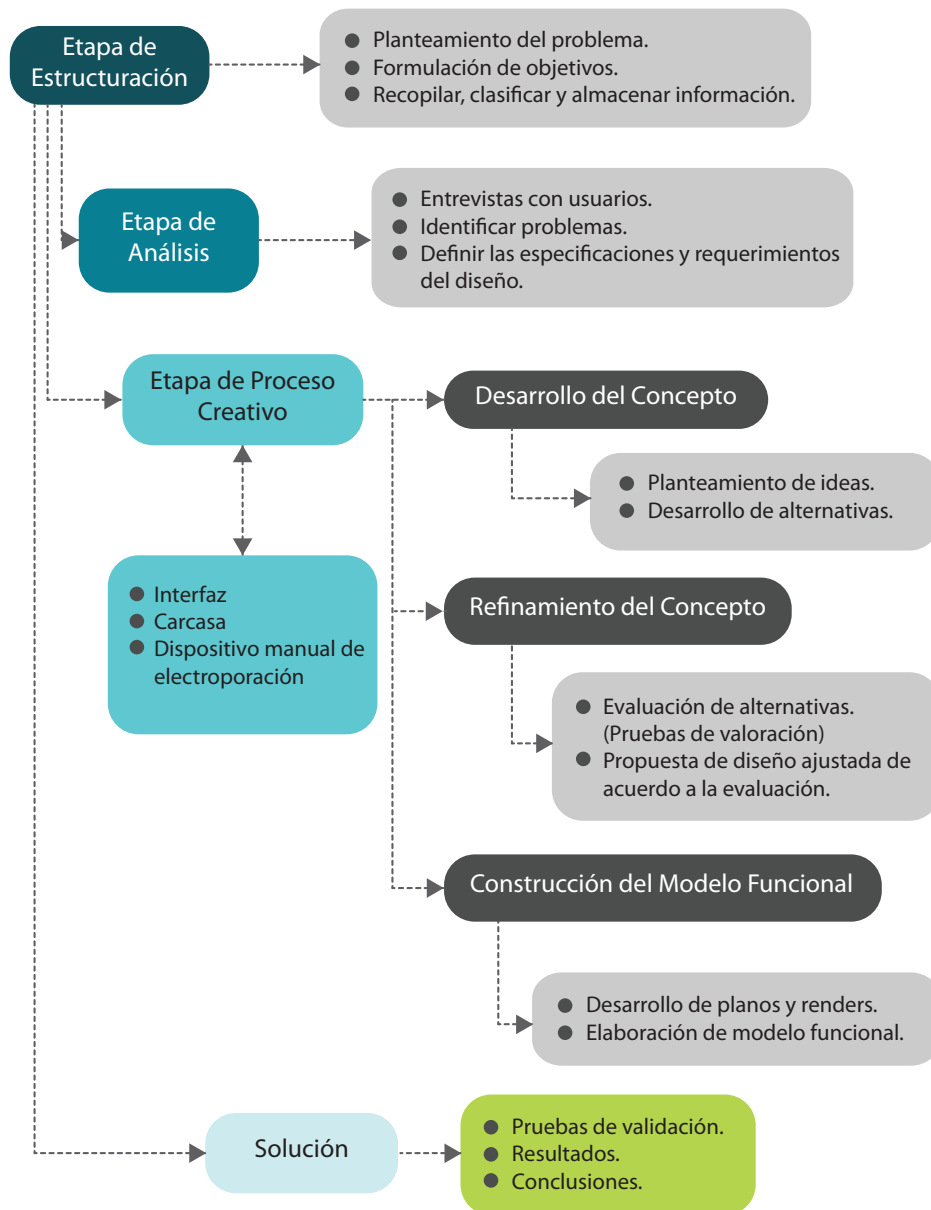 Etapa de
Estructuración
● Planteamiento del problema.
● Formulación de objetivos.
● Recopilar, clasificar y almacenar información.
Etapa de
Análisis
● Entrevistas con usuarios.
● Identificar problemas.
● Definir las especificaciones y requerimientos
del diseño.
Etapa de Proceso
Creativo
● Interfaz
● Carcasa
● Dispositivo manual de
electroporación
Desarrollo del Concepto
● Planteamiento de ideas.
● Desarrollo de alternativas.
Refinamiento del Concepto
● Evaluación de alternativas.
(Pruebas de valoración)
● Propuesta de diseño ajustada de
acuerdo a la evaluación.
Construcción del Modelo Funcional
● Desarrollo de planos y renders.
● Elaboración de modelo funcional.
Solución
● Pruebas de validación.
● Resultados.
● Conclusiones.